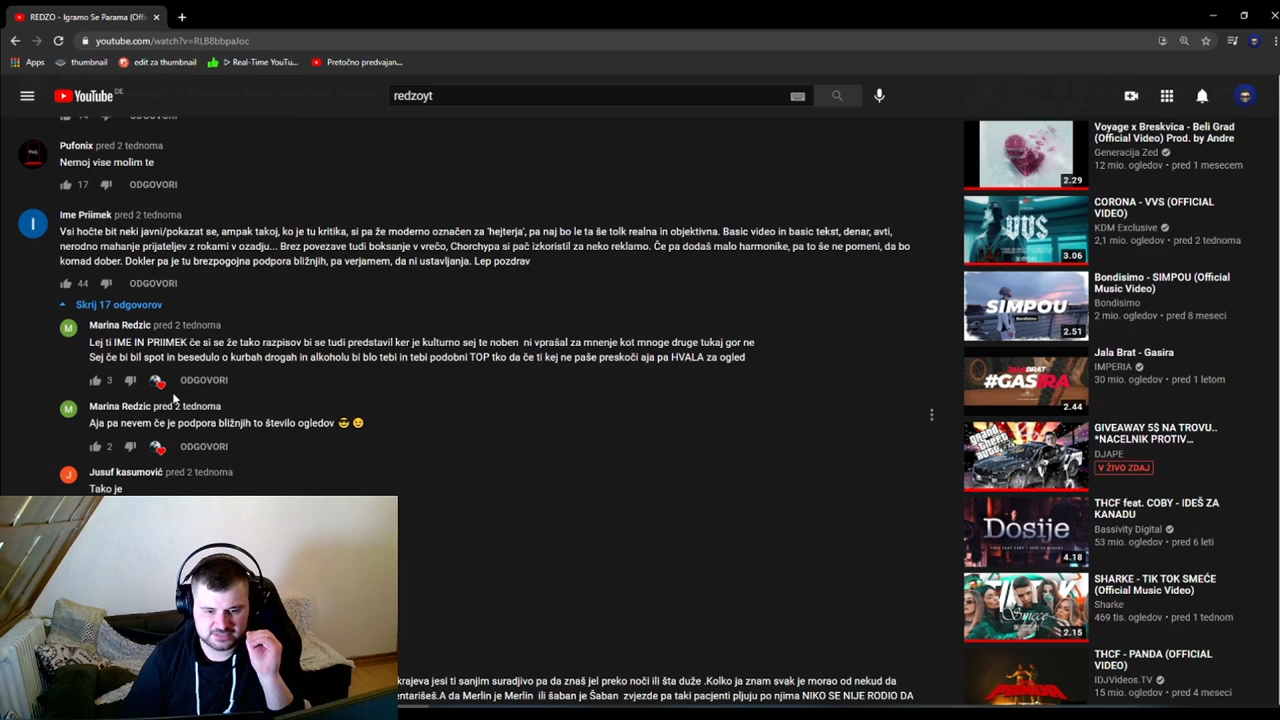 REDZO - Igramo Se Parama (Offi
youtube.com/watch?v=RLB8bbpaJoc
Apps
thumbnail
edit za thumbnail
▷ Real-Time YouTu...
Pretočno predvajan...
YouTube DE
redzoyt
ODGOVORI
Pufonix pred 2 tednoma
Nemoj vise molim te
17 ODGOVORI
Ime Priimek pred 2 tednoma
Vsi hočte bit neki javni/pokazat se, ampak takoj, ko je tu kritika, si pa že moderno označen za 'hejterja', pa naj bo le ta še tolk realna in objektivna. Basic video in basic tekst, denar, avti,
nerodno mahanje prijateljev z rokami v ozadju... Brez povezave tudi boksanje v vrečo, Chorchypa si pač izkoristil za neko reklamo. Če pa dodaš malo harmonike, pa to še ne pomeni, da bo
komad dober. Dokler pa je tu brezpogojna podpora bližnjih, pa verjamem, da ni ustavljanja. Lep pozdrav
44 ODGOVORI
Skrij 17 odgovorov
Marina Redzic pred 2 tednoma
Lej ti IME IN PRIIMEK če si se že tako razpisov bi se tudi predstavil ker je kulturno sej te noben ni vprašal za mnenje kot mnoge druge tukaj gor ne
Sej če bi bil spot in besedulo o kurbah drogah in alkoholu bi blo tebi in tebi podobni TOP tko da če ti kej ne paše preskoči aja pa HVALA za ogled
3 ODGOVORI
Marina Redzic pred 2 tednoma
Aja pa nevem če je podpora bližnjih to število ogledov 😎 😉
2 ODGOVORI
Jusuf kasumović pred 2 tednoma
Tako je
krajeva jesi ti sanjim suradjivo pa da znaš jel preko noči ili šta duže .Kolko ja znam svak je morao od nekud da
entarišeš.A da Merlin je Merlin ili šaban je Šaban zvjezde pa taki pacjenti pljuju po njima NIKO SE NIJE RODIO DA
2.29
Voyage x Breskvica - Beli Grad
(Official Video) Prod. by Andre
Generacija Zed
12 mio. ogledov • pred 1 mesecem
VVS
3.06
CORONA - VVS (OFFICIAL
VIDEO)
KDM Exclusive
2,1 mio. ogledov • pred 2 tednoma
SIMPOU
2.51
Bondisimo - SIMPOU (Official
Music Video)
Bondisimo
2 mio. ogledov • pred 8 meseci
JALA BRAT
#GASIRA
2.44
Jala Brat - Gasira
IMPERIA
30 mio. ogledov • pred 1 letom
GIVEAWAY 5$ NA TROVU..
*NACELNIK PROTIV...
DJAPE
V ŽIVO ZDAJ
Dosije
4.18
THCF feat. COBY - IDEŠ ZA
KANADU
Bassivity Digital
53 mio. ogledov • pred 6 leti
TIK TOK
Smeće
2.15
SHARKE - TIK TOK SMEĆE
(Official Music Video)
Sharke
469 tis. ogledov • pred 1 tednom
PANDA
THCF - PANDA (OFFICIAL
VIDEO)
IDJVideos.TV
15 mio. ogledov • pred 4 meseci